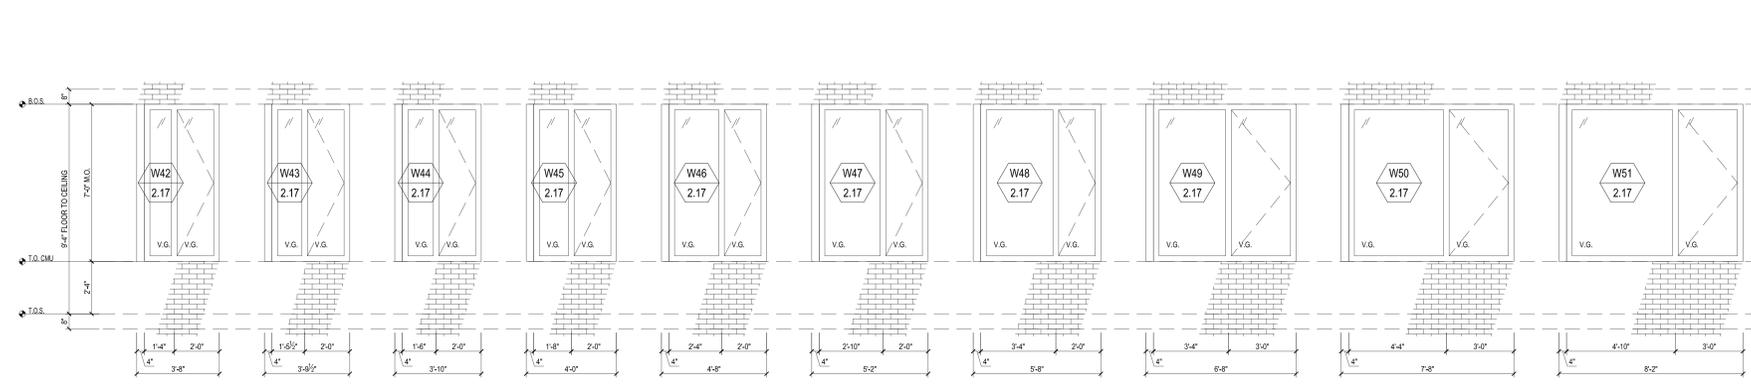 8"
B.O.S.
9'-4" FLOOR TO CEILING
7'-0" M.O.
T.O. CMU
2'-4"
T.O.S.
8"
W42
2.17
V.G. V.G.
1'-4" 2'-0"
4"
3'-8"
W43
2.17
V.G. V.G.
1'-5½" 2'-0"
4"
3'-9½"
W44
2.17
V.G. V.G.
1'-6" 2'-0"
4"
3'-10"
W45
2.17
V.G. V.G.
1'-8" 2'-0"
4"
4'-0"
W46
2.17
V.G. V.G.
2'-4" 2'-0"
4"
4'-8"
W47
2.17
V.G. V.G.
2'-10" 2'-0"
4"
5'-2"
W48
2.17
V.G. V.G.
3'-4" 2'-0"
4"
5'-8"
W49
2.17
V.G. V.G.
3'-4" 3'-0"
4"
6'-8"
W50
2.17
V.G. V.G.
4'-4" 3'-0"
4"
7'-8"
W51
2.17
V.G. V.G.
4'-10" 3'-0"
4"
8'-2"